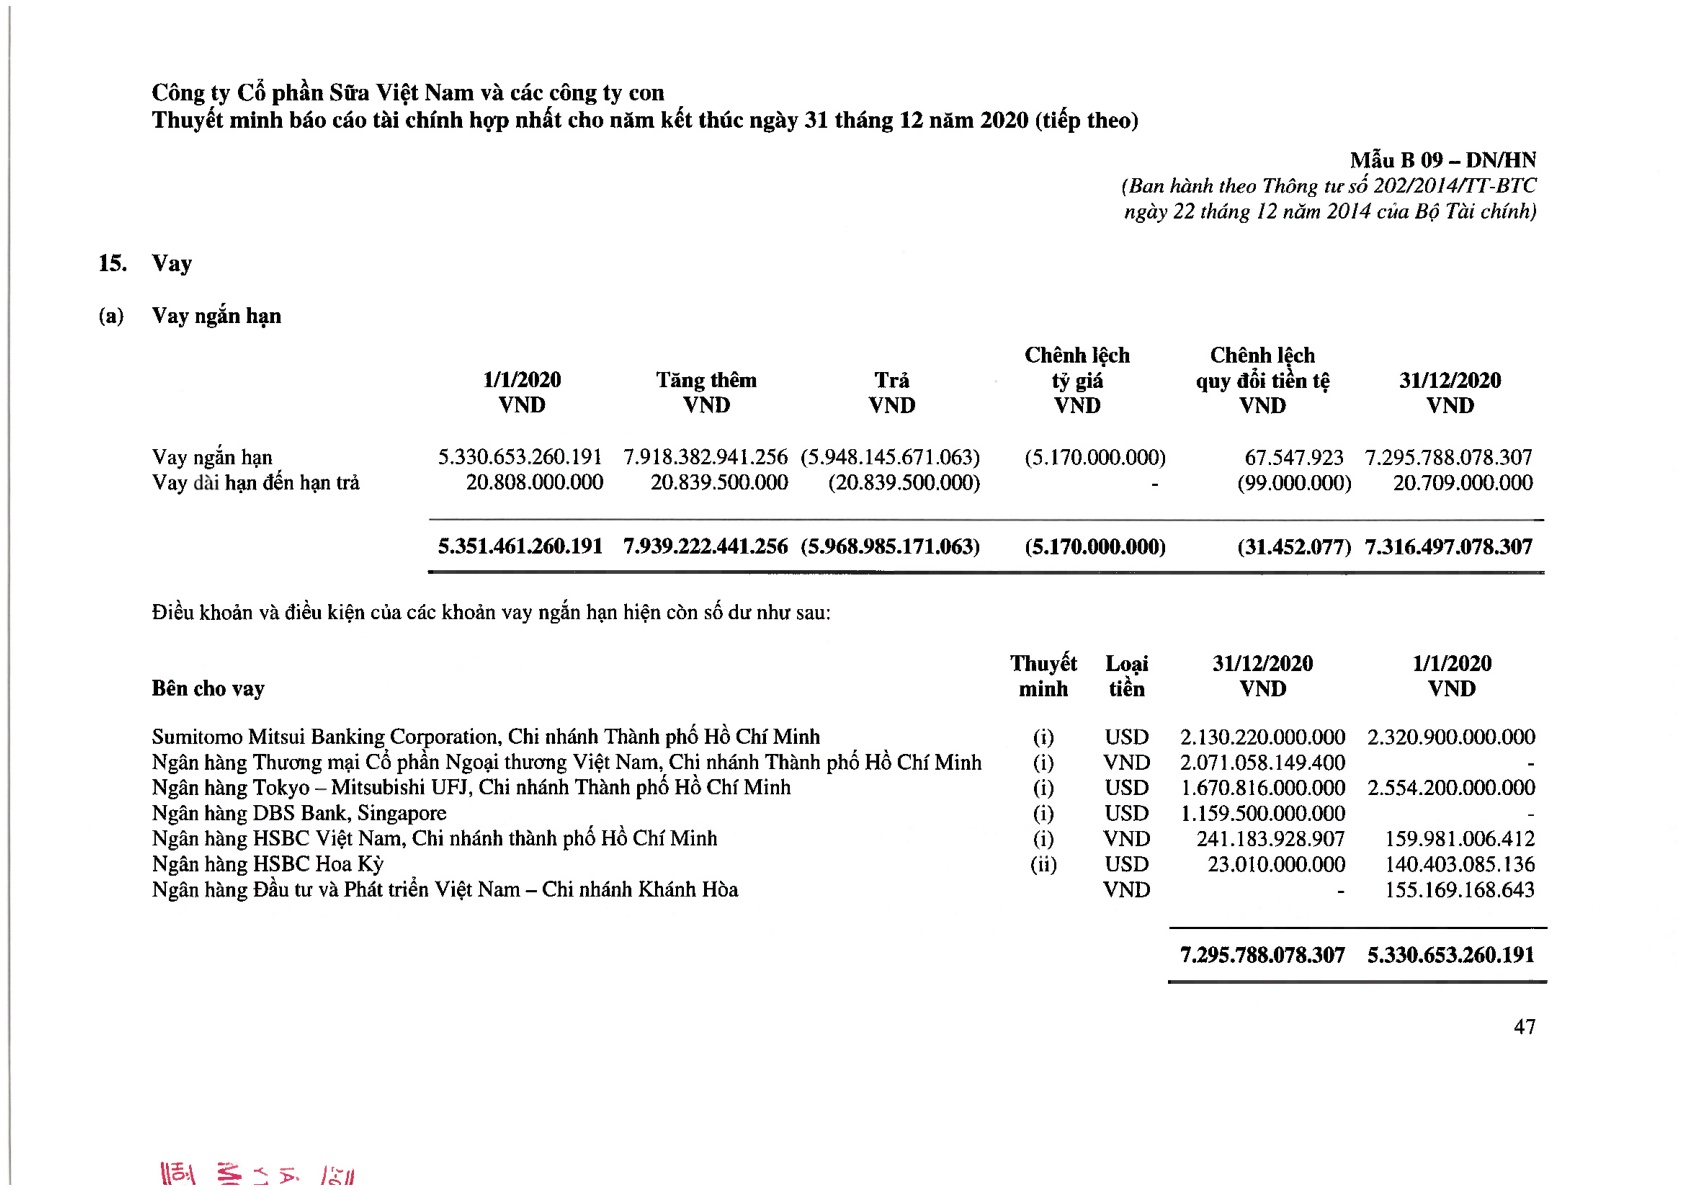 Công ty Cổ phần Sữa Việt Nam và các công ty con
Thuyết minh báo cáo tài chính hợp nhất cho năm kết thúc ngày 31 tháng 12 năm 2020 (tiếp theo)
Mẫu B 09 – DN/HN
(Ban hành theo Thông tư số 202/2014/TT-BTC
ngày 22 tháng 12 năm 2014 của Bộ Tài chính)
15. Vay
(a) Vay ngắn hạn
Chênh lệch Chênh lệch
1/1/2020 Tăng thêm Trả tỷ giá quy đổi tiền tệ 31/12/2020
VND VND VND VND VND VND
Vay ngắn hạn 5.330.653.260.191 7.918.382.941.256 (5.948.145.671.063) (5.170.000.000) 67.547.923 7.295.788.078.307
Vay dài hạn đến hạn trả 20.808.000.000 20.839.500.000 (20.839.500.000) - (99.000.000) 20.709.000.000
5.351.461.260.191 7.939.222.441.256 (5.968.985.171.063) (5.170.000.000) (31.452.077) 7.316.497.078.307
Điều khoản và điều kiện của các khoản vay ngắn hạn hiện còn số dư như sau:
Thuyết Loại 31/12/2020 1/1/2020
Bên cho vay minh tiền VND VND
Sumitomo Mitsui Banking Corporation, Chi nhánh Thành phố Hồ Chí Minh (i) USD 2.130.220.000.000 2.320.900.000.000
Ngân hàng Thương mại Cổ phần Ngoại thương Việt Nam, Chi nhánh Thành phố Hồ Chí Minh (i) VND 2.071.058.149.400 -
Ngân hàng Tokyo – Mitsubishi UFJ, Chi nhánh Thành phố Hồ Chí Minh (i) USD 1.670.816.000.000 2.554.200.000.000
Ngân hàng DBS Bank, Singapore (i) USD 1.159.500.000.000 -
Ngân hàng HSBC Việt Nam, Chi nhánh thành phố Hồ Chí Minh (i) VND 241.183.928.907 159.981.006.412
Ngân hàng HSBC Hoa Kỳ (ii) USD 23.010.000.000 140.403.085.136
Ngân hàng Đầu tư và Phát triển Việt Nam – Chi nhánh Khánh Hòa VND - 155.169.168.643
7.295.788.078.307 5.330.653.260.191
47